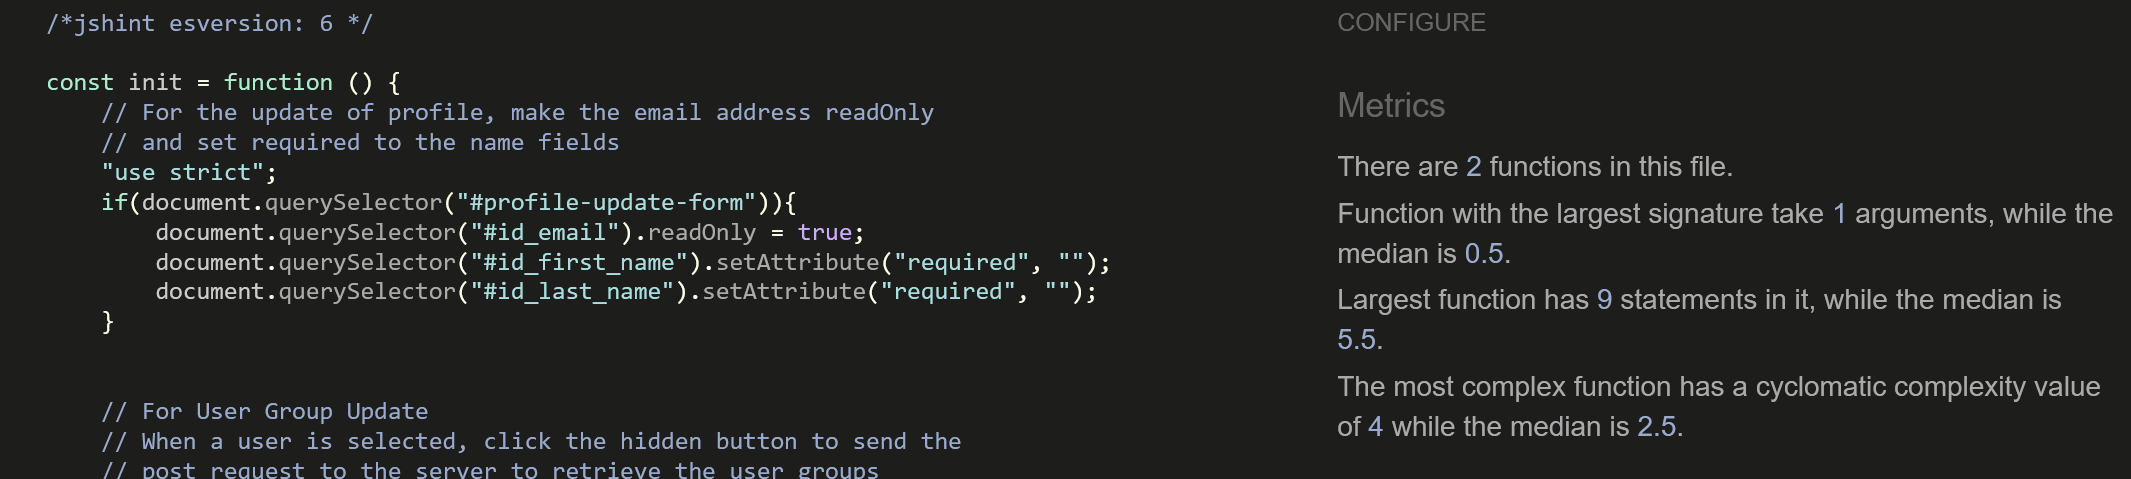 /*jshint esversion: 6 */
const init = function () {
// For the update of profile, make the email address readOnly
// and set required to the name fields
"use strict";
if(document.querySelector("#profile-update-form")){
document.querySelector("#id_email").readOnly = true;
document.querySelector("#id_first_name").setAttribute("required", "");
document.querySelector("#id_last_name").setAttribute("required", "");
}
// For User Group Update
// When a user is selected, click the hidden button to send the
// post request to the server to retrieve the user groups
CONFIGURE
Metrics
There are 2 functions in this file.
Function with the largest signature take 1 arguments, while the
median is 0.5.
Largest function has 9 statements in it, while the median is
5.5.
The most complex function has a cyclomatic complexity value
of 4 while the median is 2.5.